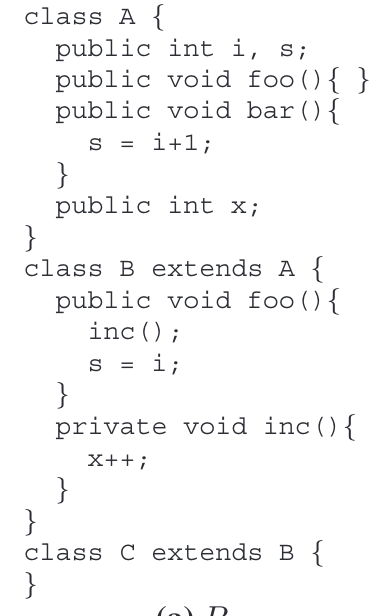 class A {
  public int i, s;
  public void foo(){ }
  public void bar(){
    s = i+1;
  }
  public int x;
}
class B extends A {
  public void foo(){
    inc();
    s = i;
  }
  private void inc(){
    x++;
  }
}
class C extends B {
}